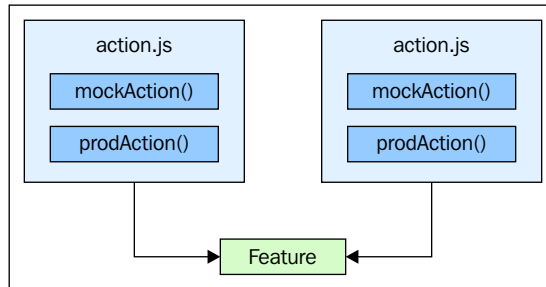 action.js
mockAction()
prodAction()
action.js
mockAction()
prodAction()
Feature